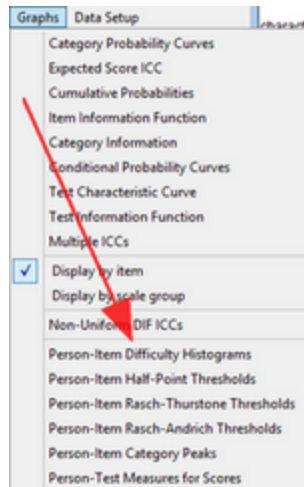 Graphs Data Setup
charact
Category Probability Curves
Expected Score ICC
Cumulative Probabilities
Item Information Function
Category Information
Conditional Probability Curves
Test Characteristic Curve
Test Information Function
Multiple ICCs
Display by item
Display by scale group
Non-Uniform DIF ICCs
Person-Item Difficulty Histograms
Person-Item Half-Point Thresholds
Person-Item Rasch-Thurstone Thresholds
Person-Item Rasch-Andrich Thresholds
Person-Item Category Peaks
Person-Test Measures for Scores